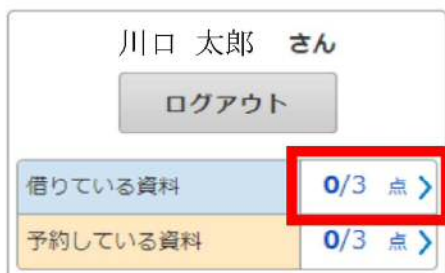 川口 太郎 さん
ログアウト
借りている資料 0/3 点 >
予約している資料 0/3 点 >